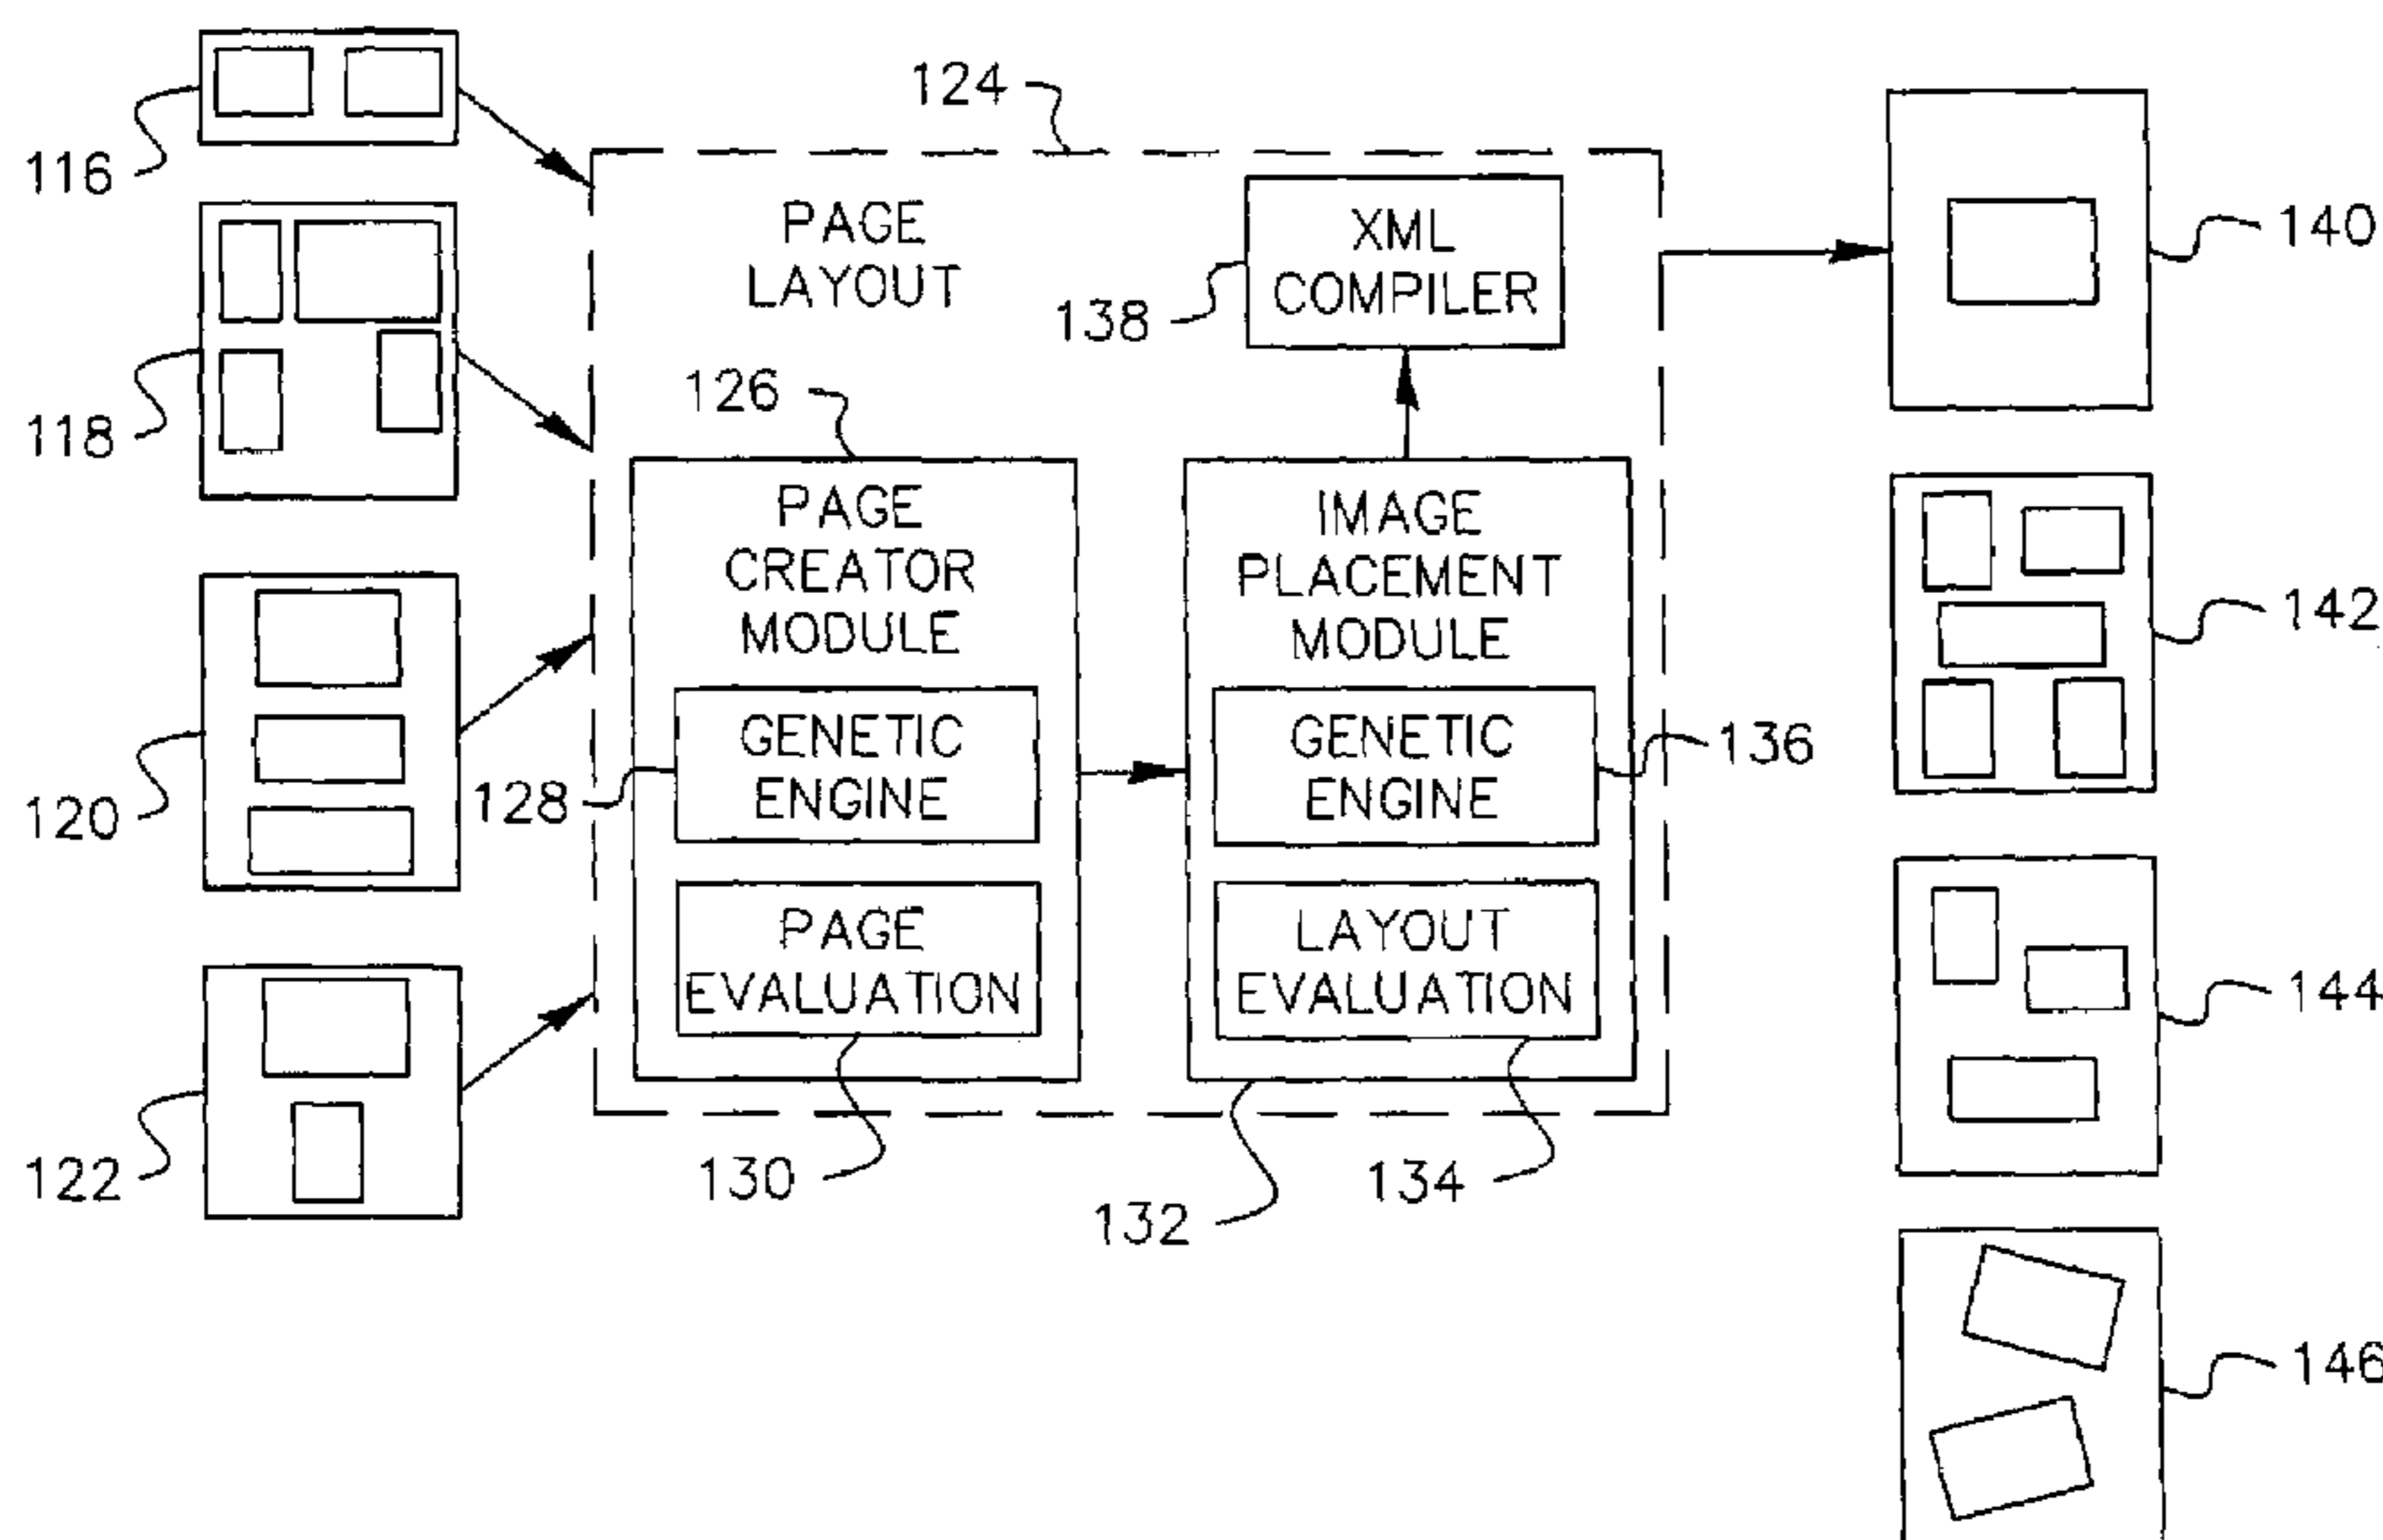 124
116
PAGE
LAYOUT
XML
COMPILER
138
140
118
126
PAGE
CREATOR
MODULE
IMAGE
PLACEMENT
MODULE
142
GENETIC
ENGINE
128
GENETIC
ENGINE
136
120
PAGE
EVALUATION
LAYOUT
EVALUATION
144
122
130
132
134
146